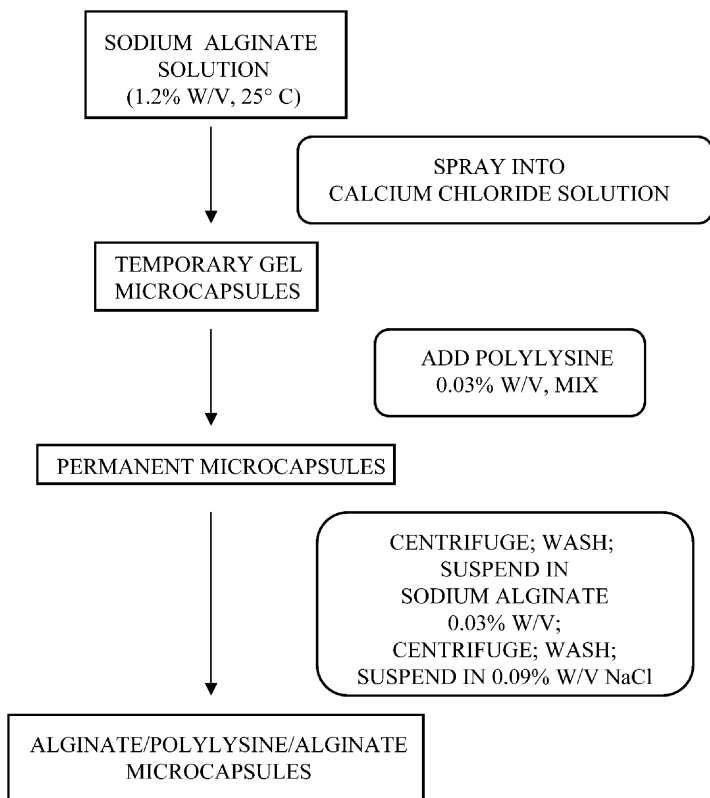 SODIUM ALGINATE
SOLUTION
(1.2% W/V, 25° C)
SPRAY INTO
CALCIUM CHLORIDE SOLUTION
TEMPORARY GEL
MICROCAPSULES
ADD POLYLYSINE
0.03% W/V, MIX
PERMANENT MICROCAPSULES
CENTRIFUGE; WASH;
SUSPEND IN
SODIUM ALGINATE
0.03% W/V;
CENTRIFUGE; WASH;
SUSPEND IN 0.09% W/V NaCl
ALGINATE/POLYLYSINE/ALGINATE
MICROCAPSULES